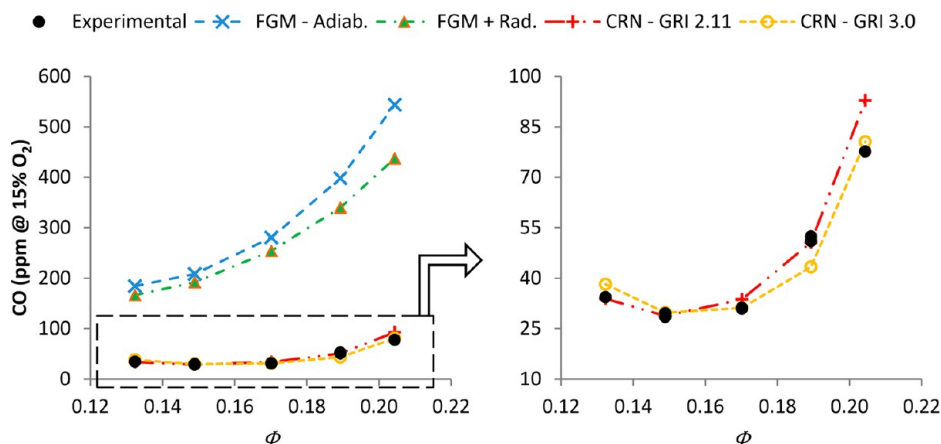 Experimental FGM - Adiab. FGM + Rad. CRN - GRI 2.11 CRN - GRI 3.0
CO (ppm @ 15% O₂)
600
500
400
300
200
100
0
0.12 0.14 0.16 0.18 0.20 0.22
Φ
100
85
70
55
40
25
10
0.12 0.14 0.16 0.18 0.20 0.22
Φ